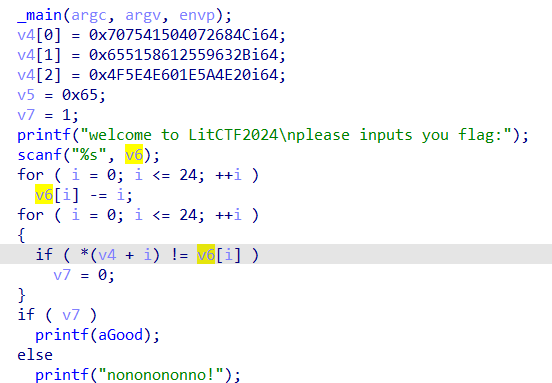 _main(argc, argv, envp);
v4[0] = 0x707541504072684Ci64;
v4[1] = 0x655158612559632Bi64;
v4[2] = 0x4F5E4E601E5A4E20i64;
v5 = 0x65;
v7 = 1;
printf("welcome to LitCTF2024\nplease inputs you flag:");
scanf("%s", v6);
for ( i = 0; i <= 24; ++i )
v6[i] -= i;
for ( i = 0; i <= 24; ++i )
{
if ( *(v4 + i) != v6[i] )
v7 = 0;
}
if ( v7 )
printf(aGood);
else
printf("nononononno!");